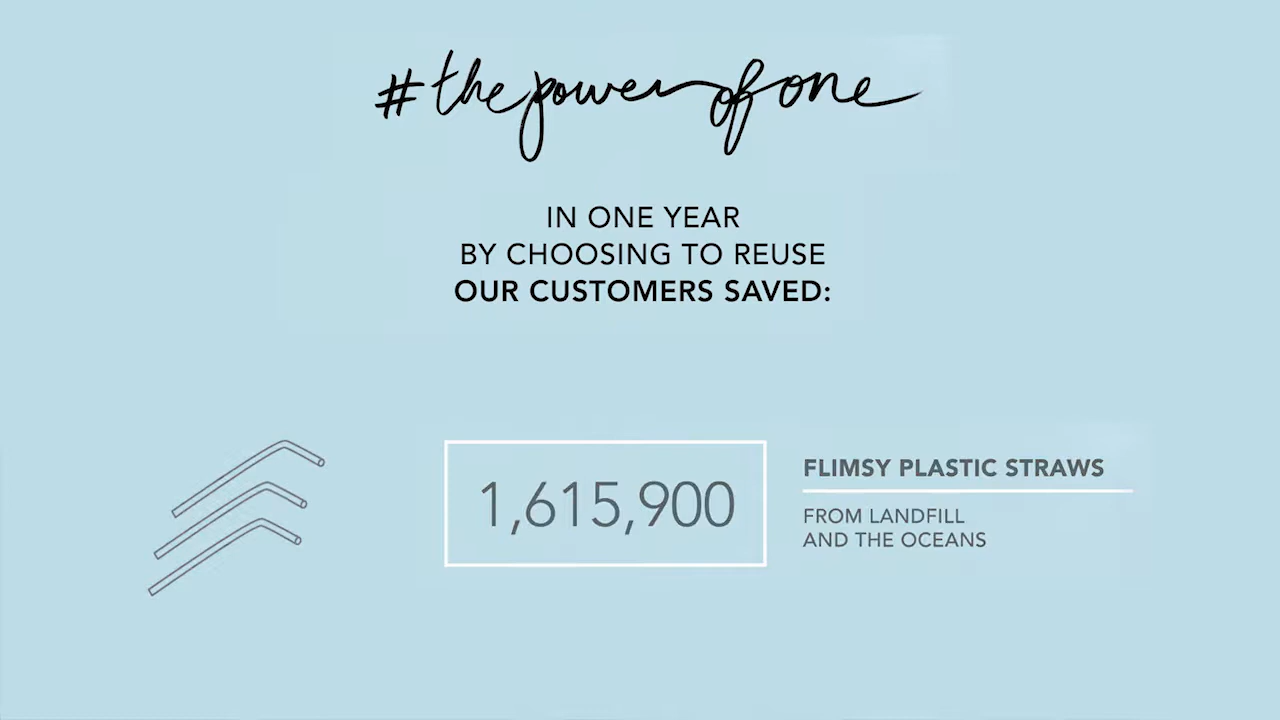 #thepowerofone
IN ONE YEAR
BY CHOOSING TO REUSE
OUR CUSTOMERS SAVED:
1,615,900
FLIMSY PLASTIC STRAWS
FROM LANDFILL
AND THE OCEANS